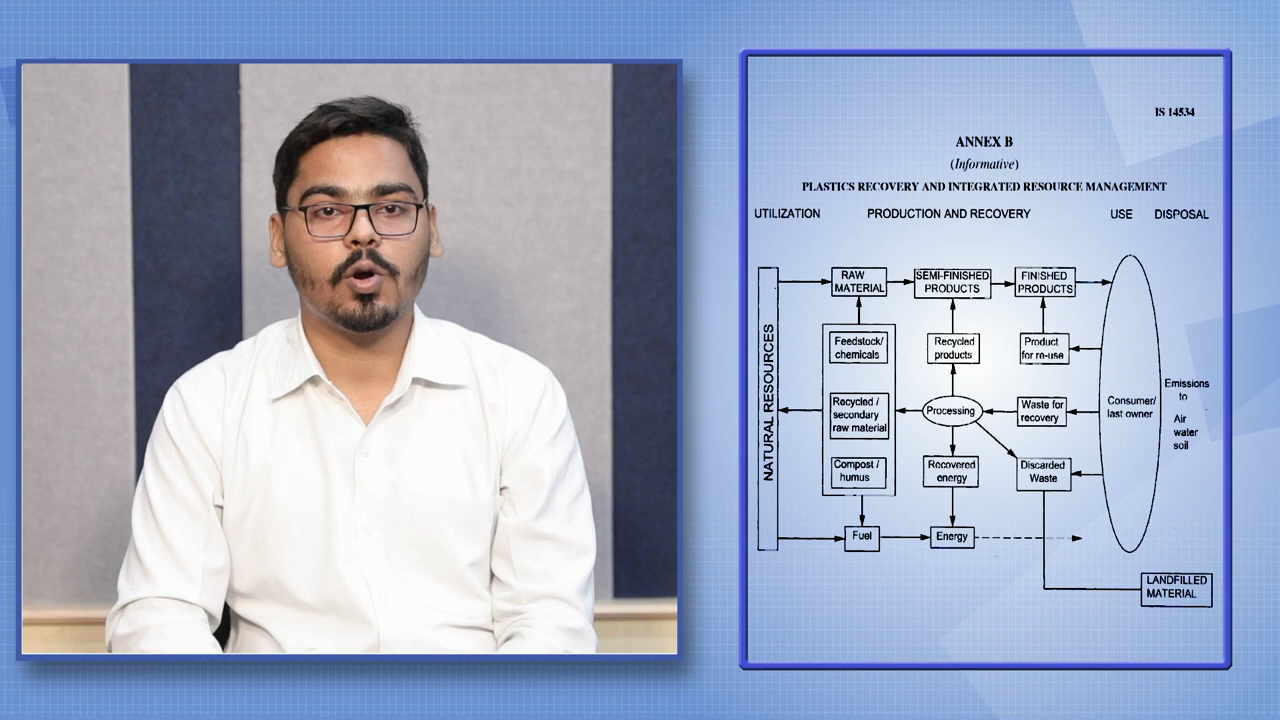 IS 14534
ANNEX B
(Informative)
PLASTICS RECOVERY AND INTEGRATED RESOURCE MANAGEMENT
UTILIZATION PRODUCTION AND RECOVERY USE DISPOSAL
NATURAL RESOURCES
RAW
MATERIAL
SEMI-FINISHED
PRODUCTS
FINISHED
PRODUCTS
Feedstock/
chemicals
Recycled
products
Product
for re-use
Recycled /
secondary
raw material
Processing
Waste for
recovery
Consumer/
last owner
Emissions
to
Air
water
soil
Compost /
humus
Recovered
energy
Discarded
Waste
Fuel
Energy
LANDFILLED
MATERIAL